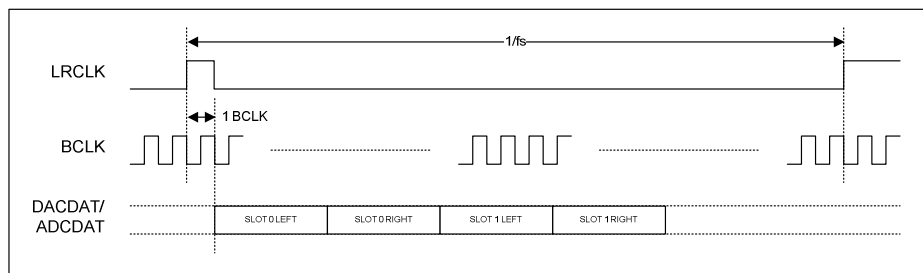 1/fs
LRCLK
1 BCLK
BCLK
DACDAT/
ADCDAT
SLOT 0 LEFT
SLOT 0 RIGHT
SLOT 1 LEFT
SLOT 1 RIGHT